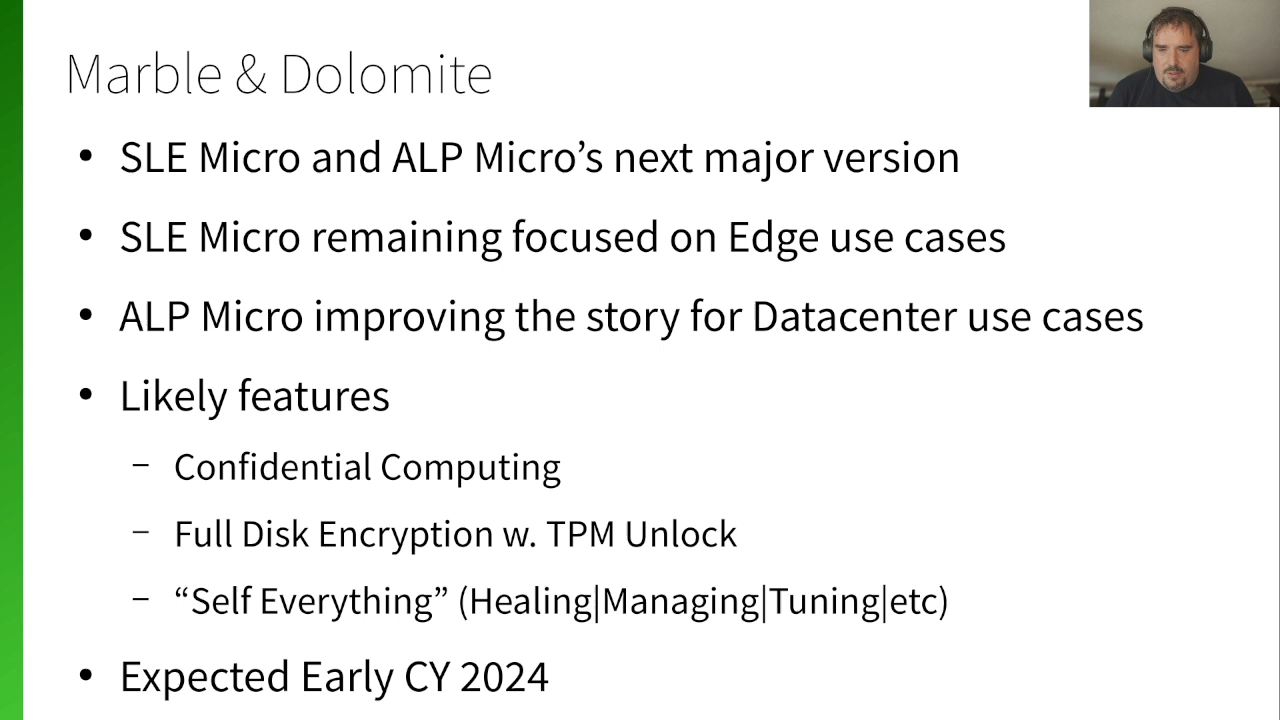 Marble & Dolomite
• SLE Micro and ALP Micro’s next major version
• SLE Micro remaining focused on Edge use cases
• ALP Micro improving the story for Datacenter use cases
• Likely features
– Confidential Computing
– Full Disk Encryption w. TPM Unlock
– “Self Everything” (Healing|Managing|Tuning|etc)
• Expected Early CY 2024